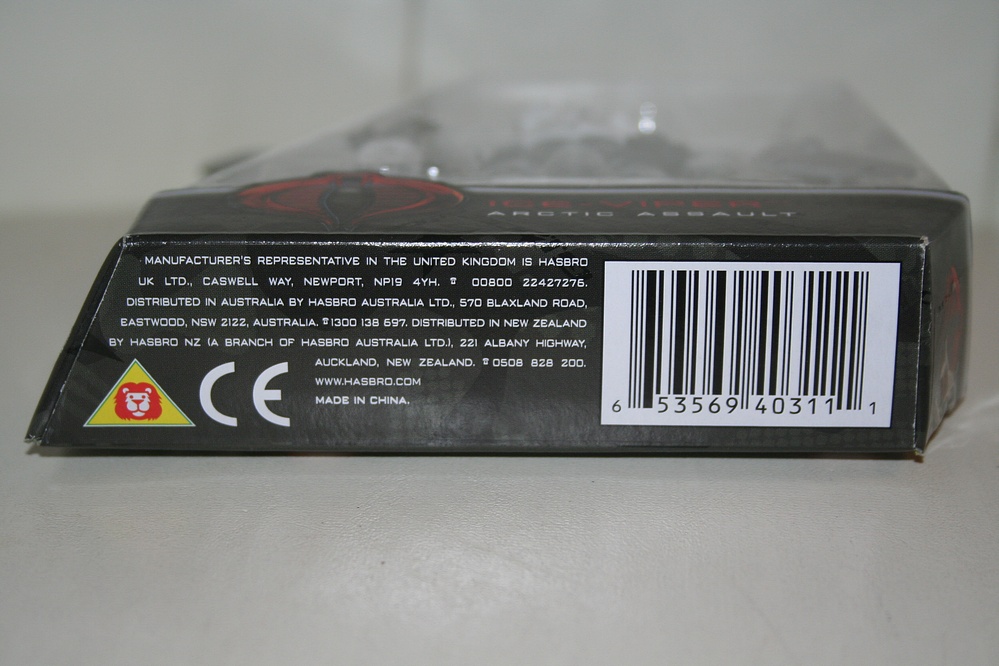 ICE-VIPER
ARCTIC ASSAULT
MANUFACTURER'S REPRESENTATIVE IN THE UNITED KINGDOM IS HASBRO
UK LTD., CASWELL WAY, NEWPORT, NP19 4YH. ☎ 00800 22427276.
DISTRIBUTED IN AUSTRALIA BY HASBRO AUSTRALIA LTD., 570 BLAXLAND ROAD,
EASTWOOD, NSW 2122, AUSTRALIA. ☎1300 138 697. DISTRIBUTED IN NEW ZEALAND
BY HASBRO NZ (A BRANCH OF HASBRO AUSTRALIA LTD.), 221 ALBANY HIGHWAY,
AUCKLAND, NEW ZEALAND. ☎0508 828 200.
WWW.HASBRO.COM
MADE IN CHINA.
CE
6 53569 40311 1